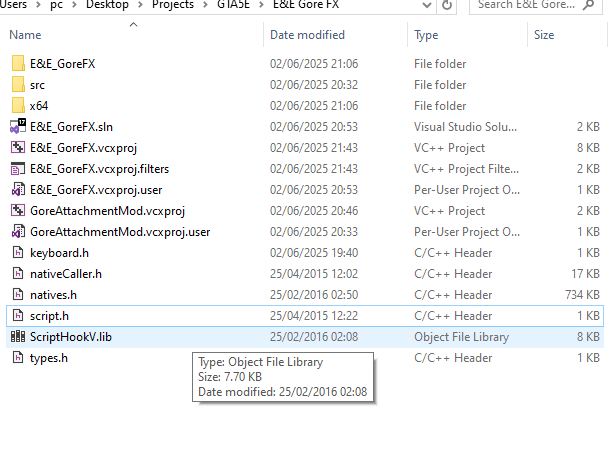 Users > pc > Desktop > Projects > GTA5E > E&E Gore FX
Search E&E Gore...
Name Date modified Type Size
E&E_GoreFX 02/06/2025 21:06 File folder
src 02/06/2025 20:32 File folder
x64 02/06/2025 21:06 File folder
E&E_GoreFX.sln 02/06/2025 20:53 Visual Studio Solu... 2 KB
E&E_GoreFX.vcxproj 02/06/2025 21:43 VC++ Project 8 KB
E&E_GoreFX.vcxproj.filters 02/06/2025 21:43 VC++ Project Filte... 2 KB
E&E_GoreFX.vcxproj.user 02/06/2025 20:53 Per-User Project O... 1 KB
GoreAttachmentMod.vcxproj 02/06/2025 20:46 VC++ Project 2 KB
GoreAttachmentMod.vcxproj.user 02/06/2025 20:33 Per-User Project O... 1 KB
keyboard.h 02/06/2025 19:40 C/C++ Header 1 KB
nativeCaller.h 25/04/2015 12:02 C/C++ Header 17 KB
natives.h 25/02/2016 02:50 C/C++ Header 734 KB
script.h 25/04/2015 12:22 C/C++ Header 1 KB
ScriptHookV.lib 25/02/2016 02:08 Object File Library 8 KB
types.h C/C++ Header 1 KB
Type: Object File Library
Size: 7.70 KB
Date modified: 25/02/2016 02:08